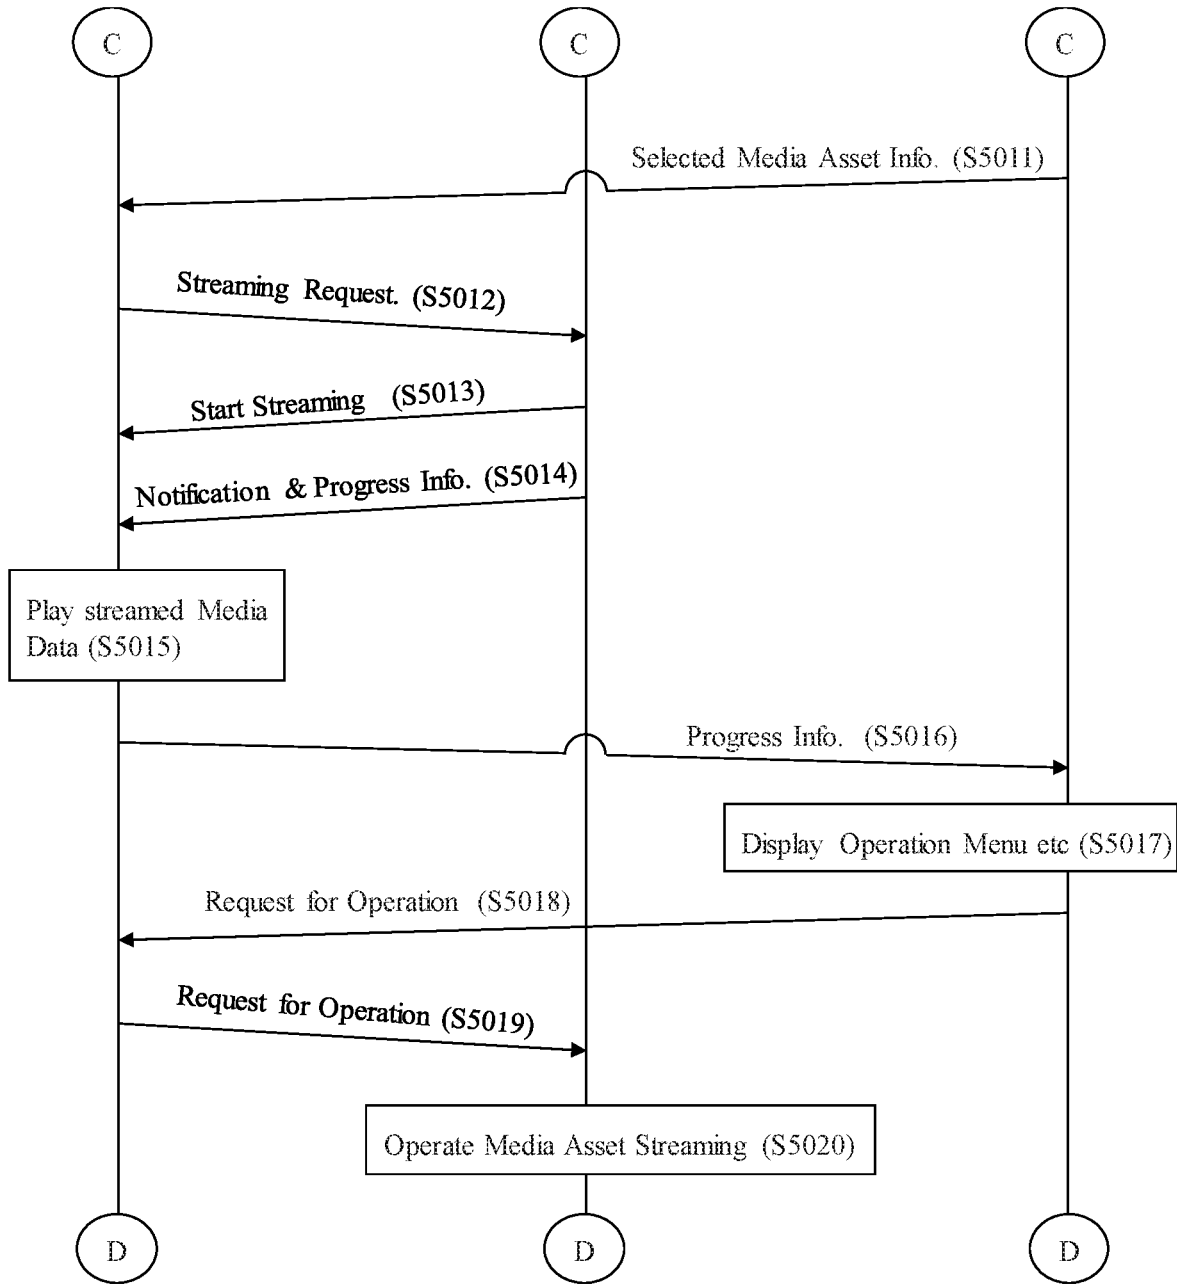 C C C
Selected Media Asset Info. (S5011)
Streaming Request. (S5012)
Start Streaming (S5013)
Notification & Progress Info. (S5014)
Play streamed Media
Data (S5015)
Progress Info. (S5016)
Display Operation Menu etc (S5017)
Request for Operation (S5018)
Request for Operation (S5019)
Operate Media Asset Streaming (S5020)
D D D